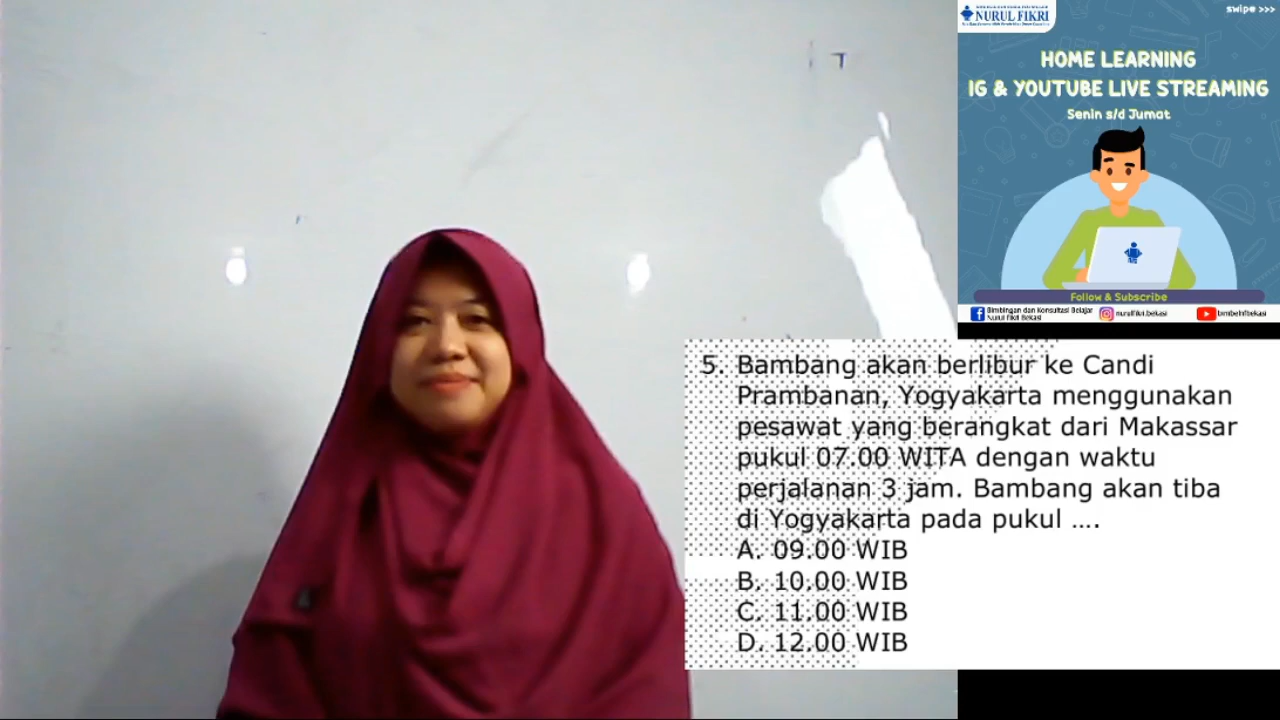 NURUL FIKRI
swipe >>>
HOME LEARNING
IG & YOUTUBE LIVE STREAMING
Senin s/d Jumat
Follow & Subscribe
Bimbingan dan Konsultasi Belajar
Nurul Fikri Bekasi
nurulfikri.bekasi
bimbelnfbekasi
5. Bambang akan berlibur ke Candi
Prambanan, Yogyakarta menggunakan
pesawat yang berangkat dari Makassar
pukul 07.00 WITA dengan waktu
perjalanan 3 jam. Bambang akan tiba
di Yogyakarta pada pukul ....
A. 09.00 WIB
B. 10.00 WIB
C. 11.00 WIB
D. 12.00 WIB